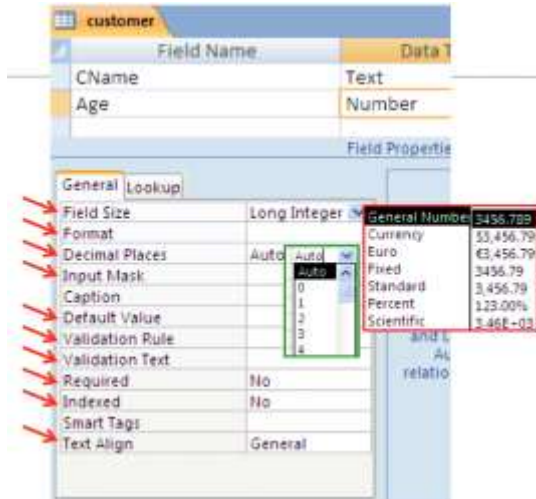 customer
Field Name Data T
CName Text
Age Number
Field Propertie
General Lookup
Field Size Long Integer
Format
Decimal Places Auto
Input Mask
Caption
Default Value
Validation Rule
Validation Text
Required No
Indexed No
Smart Tags
Text Align General
Auto
Auto
0
1
2
3
4
General Number 3456.789
Currency $3,456.79
Euro €3,456.79
Fixed 3456.79
Standard 3,456.79
Percent 123.00%
Scientific 3.46E+03
and L
Au
relatio